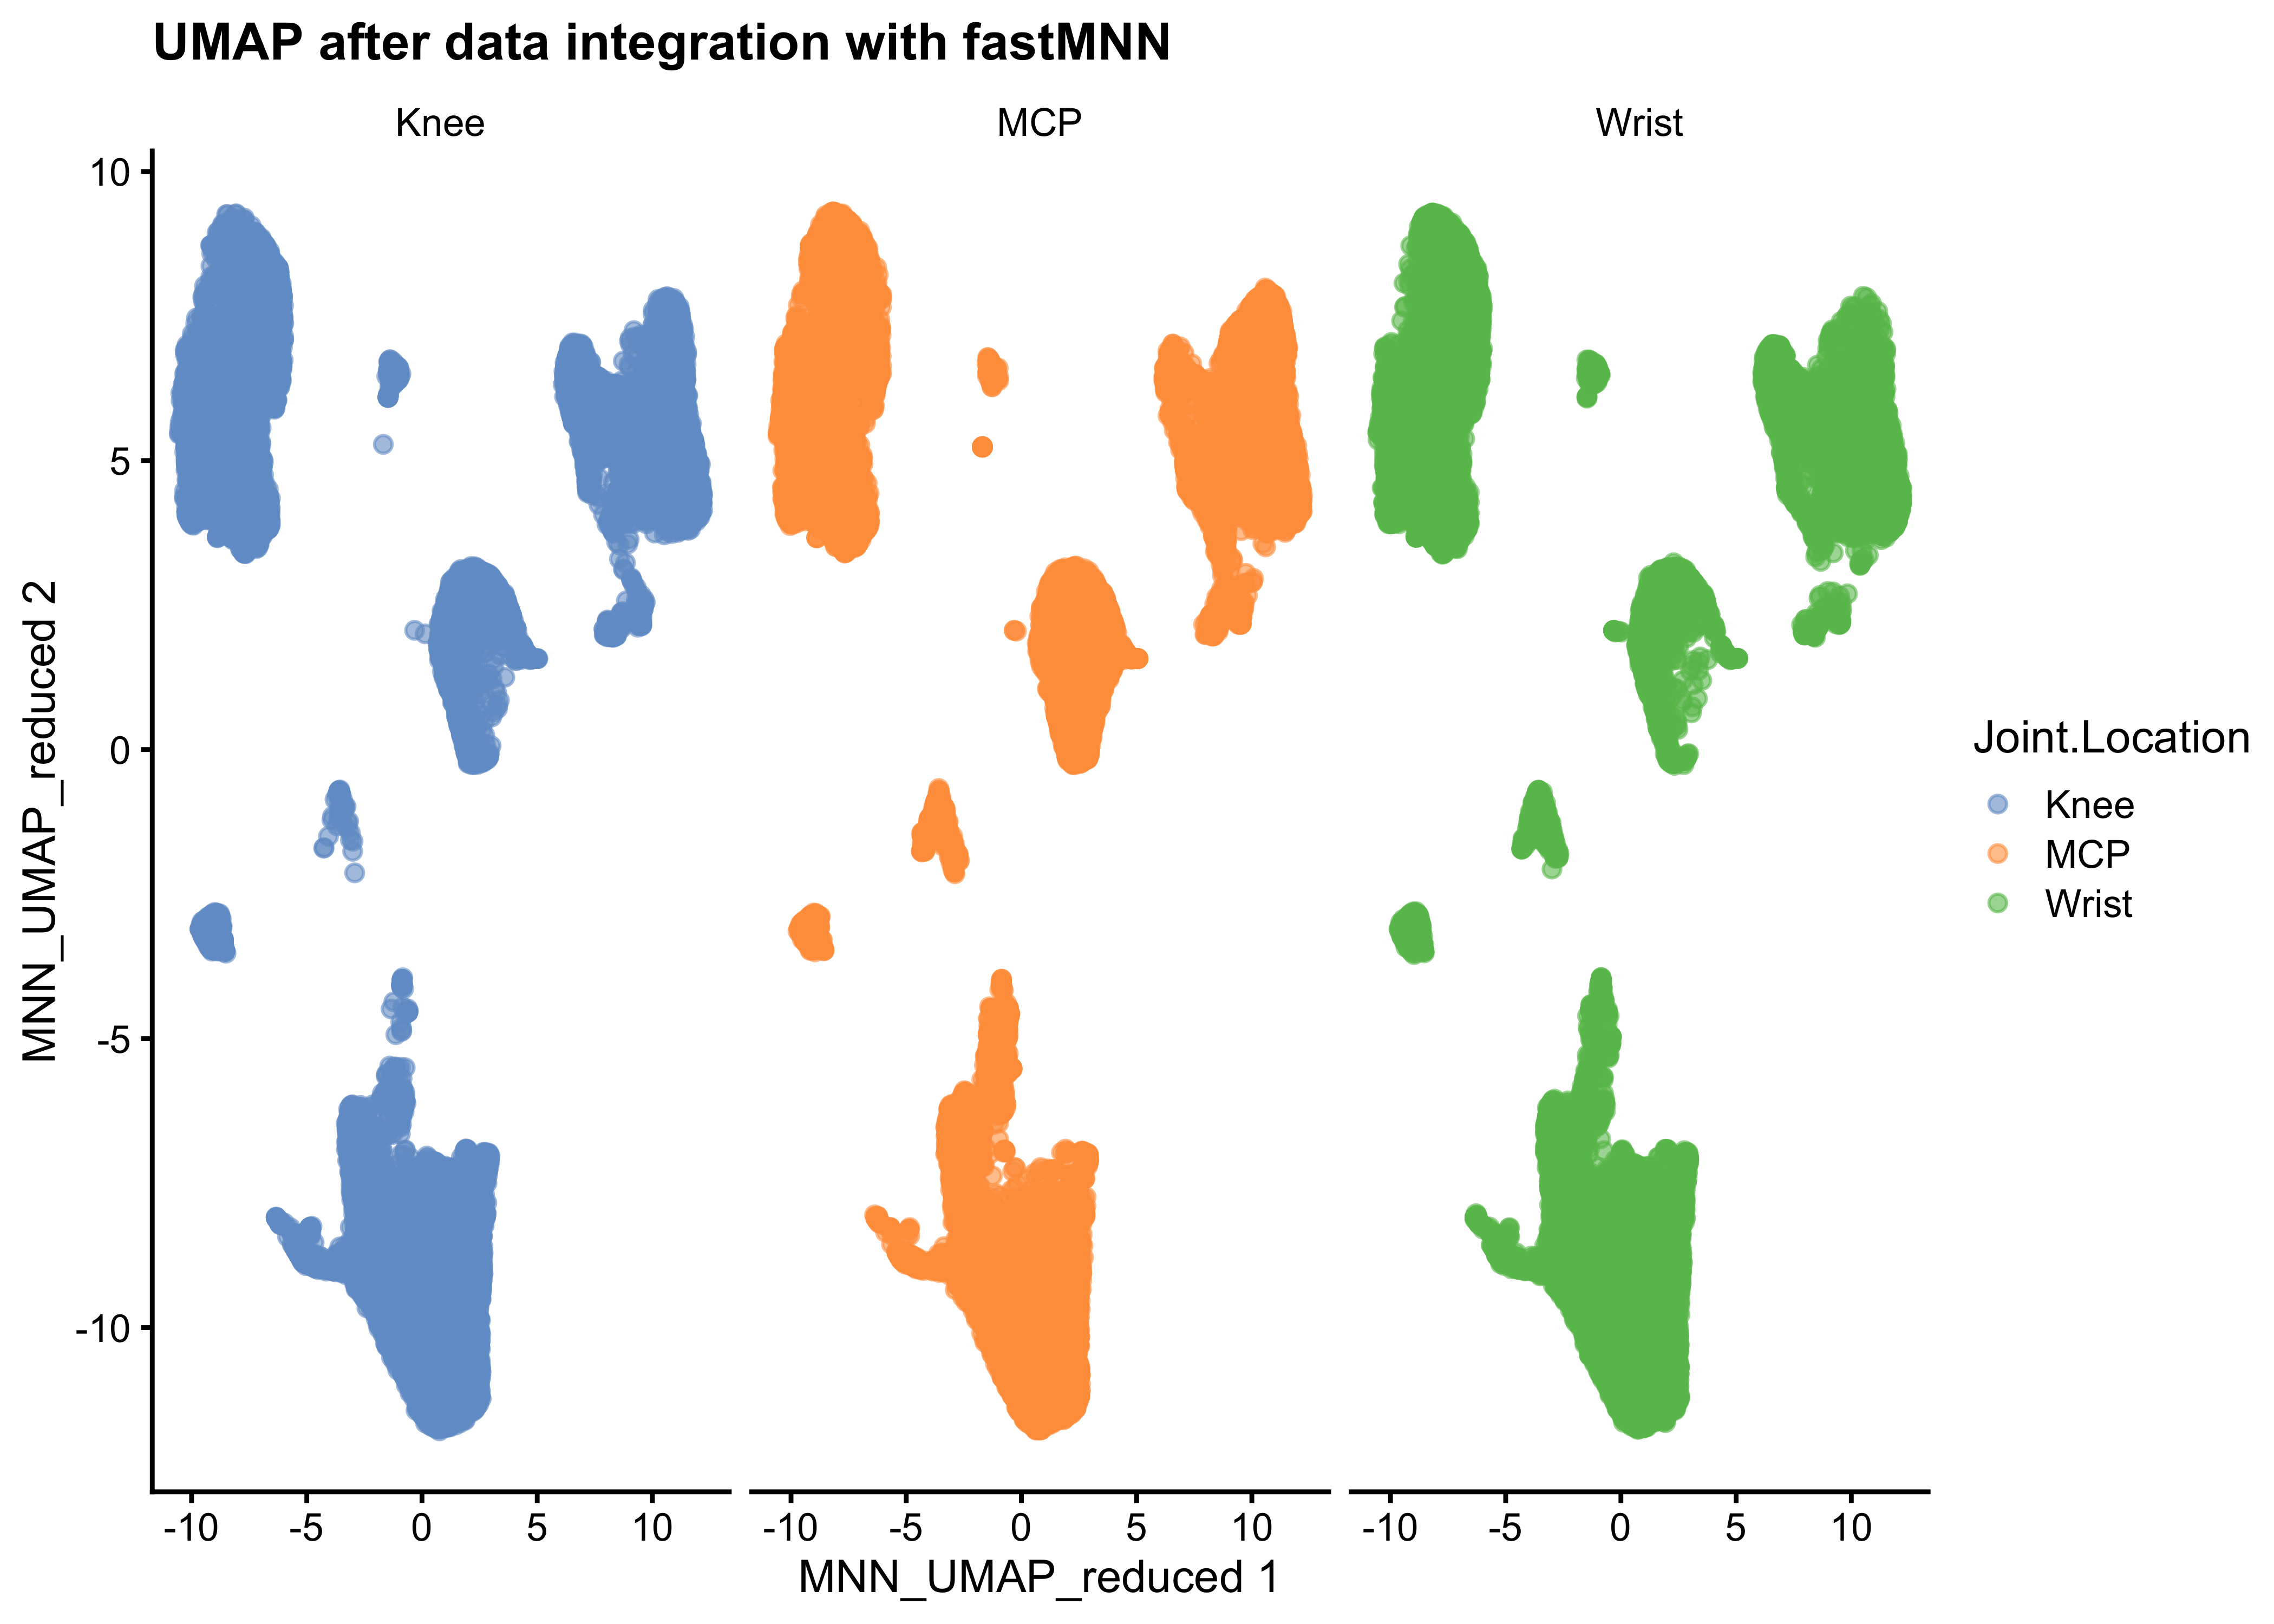 UMAP after data integration with fastMNN
Knee MCP Wrist
10
5
0
-5
-10
MNN_UMAP_reduced 2
-10 -5 0 5 10 -10 -5 0 5 10 -10 -5 0 5 10
MNN_UMAP_reduced 1
Joint.Location
Knee
MCP
Wrist